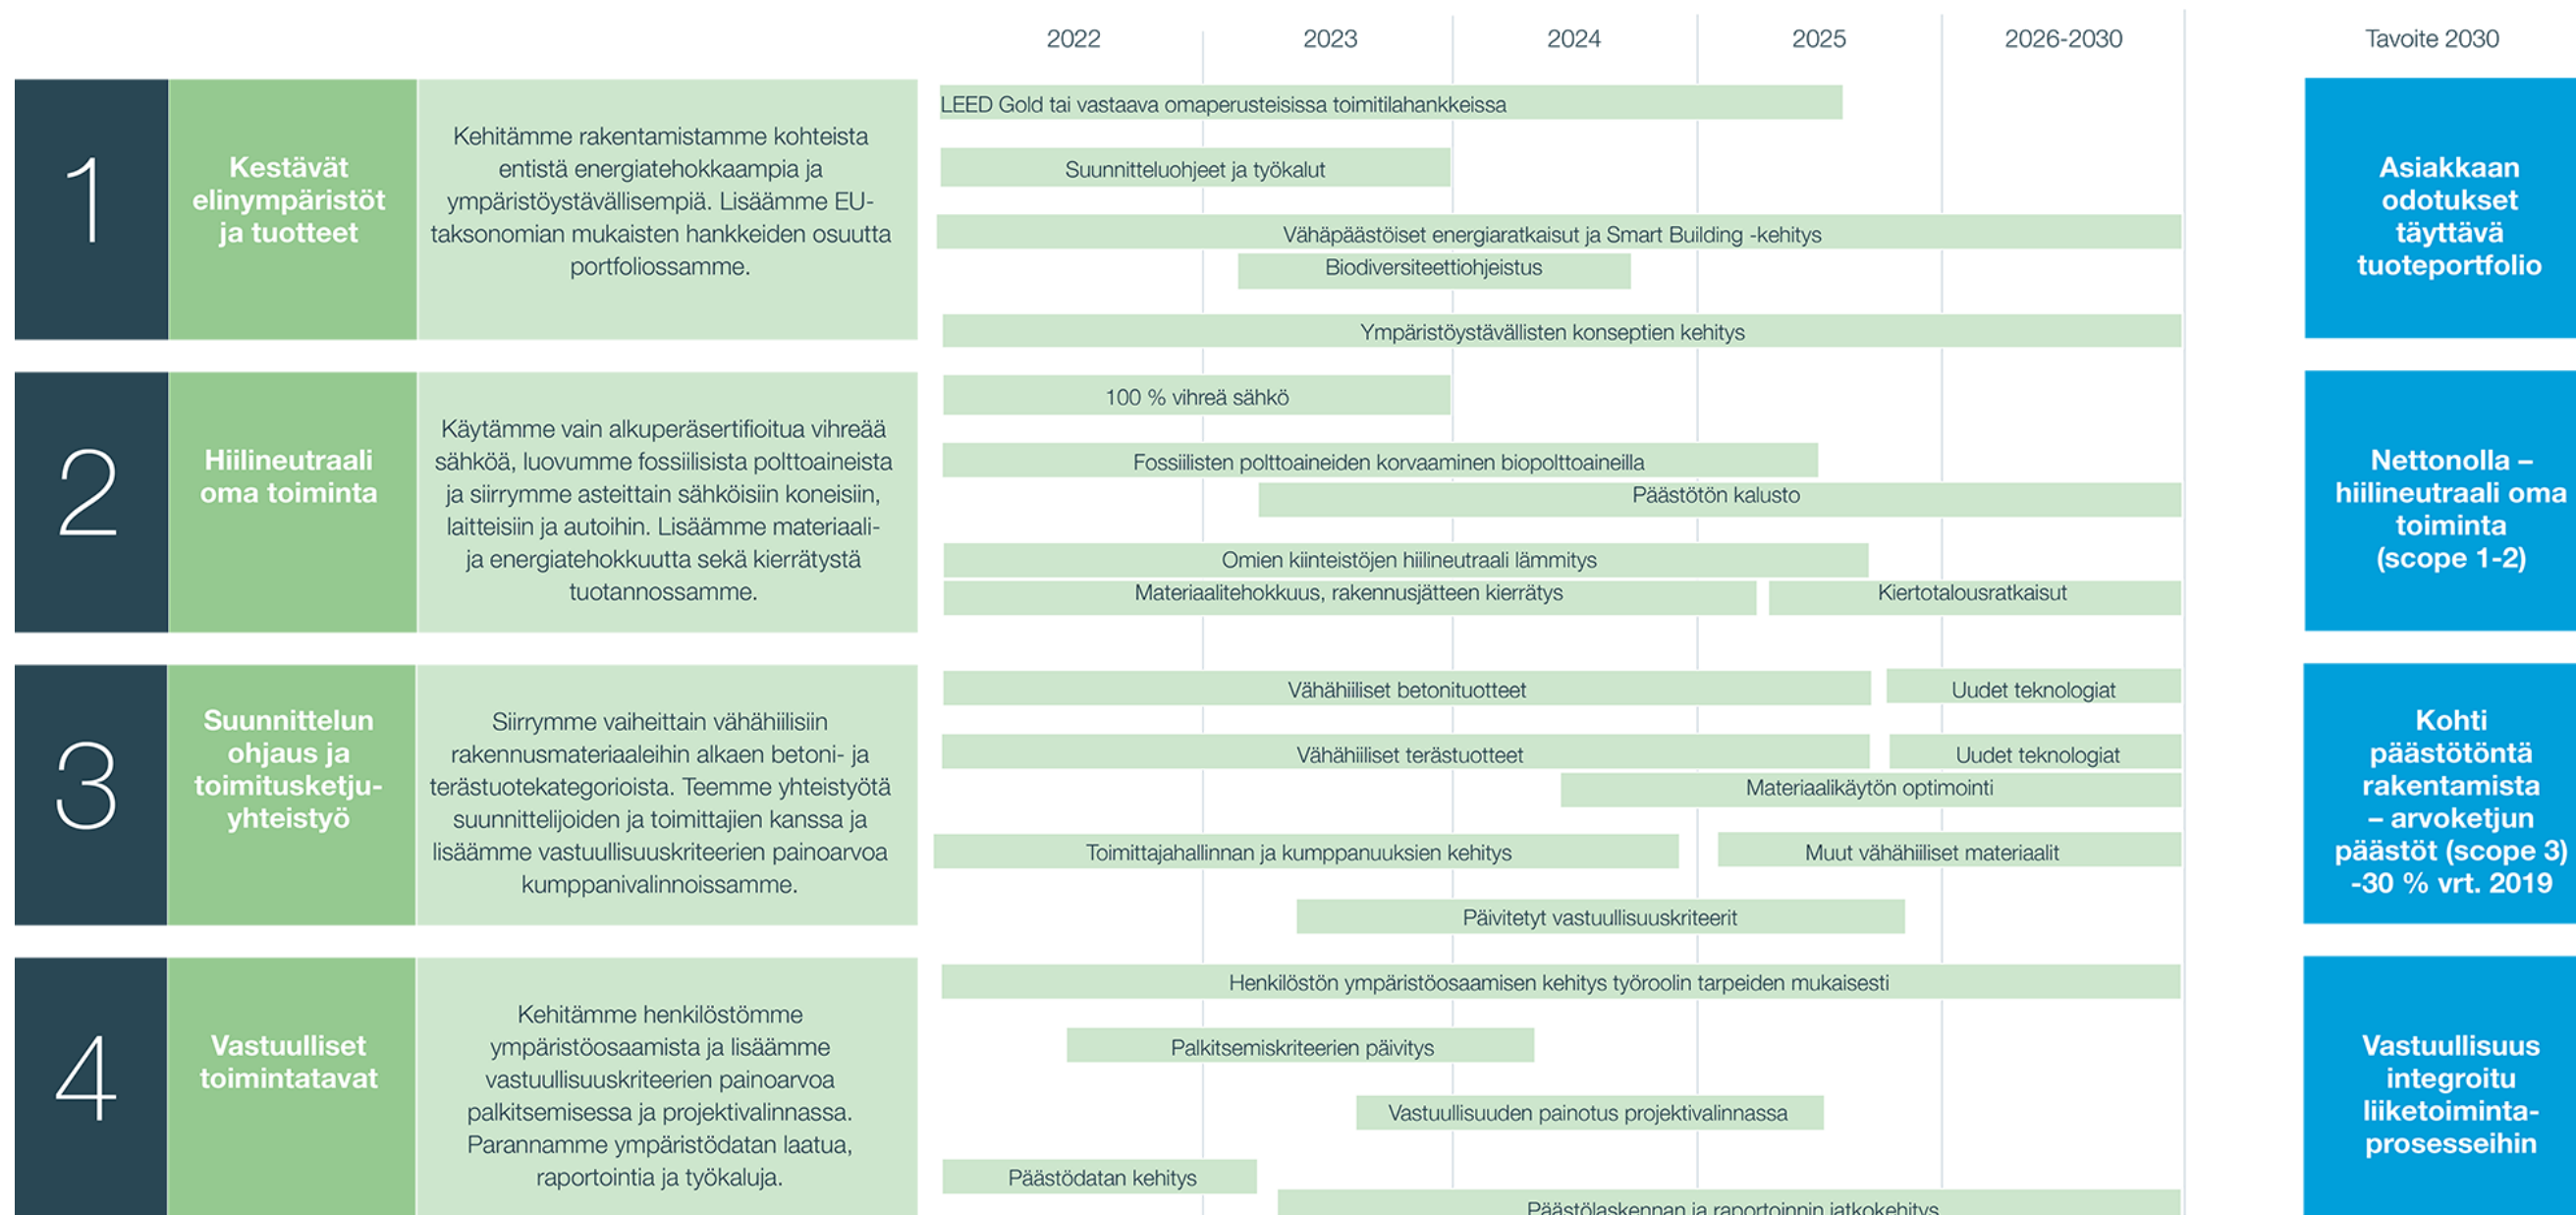 2022
2023
2024
2025
2026-2030
Tavoite 2030
1
Kestävät
elinympäristöt
ja tuotteet
Kehitämme rakentamistamme kohteista
entistä energiatehokkaampia ja
ympäristöystävällisempiä. Lisäämme EU-
taksonomian mukaisten hankkeiden osuutta
portfoliossamme.
LEED Gold tai vastaava omaperusteisissa toimitilahankkeissa
Suunnitteluohjeet ja työkalut
Vähäpäästöiset energiaratkaisut ja Smart Building -kehitys
Biodiversiteettiohjeistus
Ympäristöystävällisten konseptien kehitys
Asiakkaan
odotukset
täyttävä
tuoteportfolio
2
Hiilineutraali
oma toiminta
Käytämme vain alkuperäsertifioitua vihreää
sähköä, luovumme fossiilisista polttoaineista
ja siirrymme asteittain sähköisiin koneisiin,
laitteisiin ja autoihin. Lisäämme materiaali-
ja energiatehokkuutta sekä kierrätystä
tuotannossamme.
100 % vihreä sähkö
Fossiilisten polttoaineiden korvaaminen biopolttoaineilla
Päästötön kalusto
Omien kiinteistöjen hiilineutraali lämmitys
Materiaalitehokkuus, rakennusjätteen kierrätys
Kiertotalousratkaisut
Nettonolla –
hiilineutraali oma
toiminta
(scope 1-2)
3
Suunnittelun
ohjaus ja
toimitusketju-
yhteistyö
Siirrymme vaiheittain vähähiilisiin
rakennusmateriaaleihin alkaen betoni- ja
terästuotekategorioista. Teemme yhteistyötä
suunnittelijoiden ja toimittajien kanssa ja
lisäämme vastuullisuuskriteerien painoarvoa
kumppanivalinnoissamme.
Vähähiiliset betonituotteet
Uudet teknologiat
Vähähiiliset terästuotteet
Uudet teknologiat
Materiaalikäytön optimointi
Toimittajahallinnan ja kumppanuuksien kehitys
Muut vähähiiliset materiaalit
Päivitetyt vastuullisuuskriteerit
Kohti
päästötöntä
rakentamista
– arvoketjun
päästöt (scope 3)
-30 % vrt. 2019
4
Vastuulliset
toimintatavat
Kehitämme henkilöstömme
ympäristöosaamista ja lisäämme
vastuullisuuskriteerien painoarvoa
palkitsemisessa ja projektivalinnassa.
Parannamme ympäristödatan laatua,
raportointia ja työkaluja.
Henkilöstön ympäristöosaamisen kehitys työroolin tarpeiden mukaisesti
Palkitsemiskriteerien päivitys
Vastuullisuuden painotus projektivalinnassa
Päästödatan kehitys
Päästölaskennan ja raportoinnin jatkokehitys
Vastuullisuus
integroitu
liiketoiminta-
prosesseihin